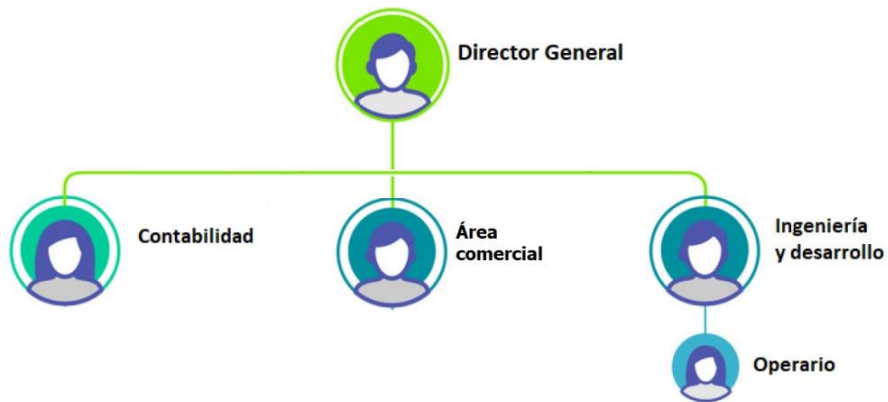 Director General
Contabilidad
Área
comercial
Ingeniería
y desarrollo
Operario